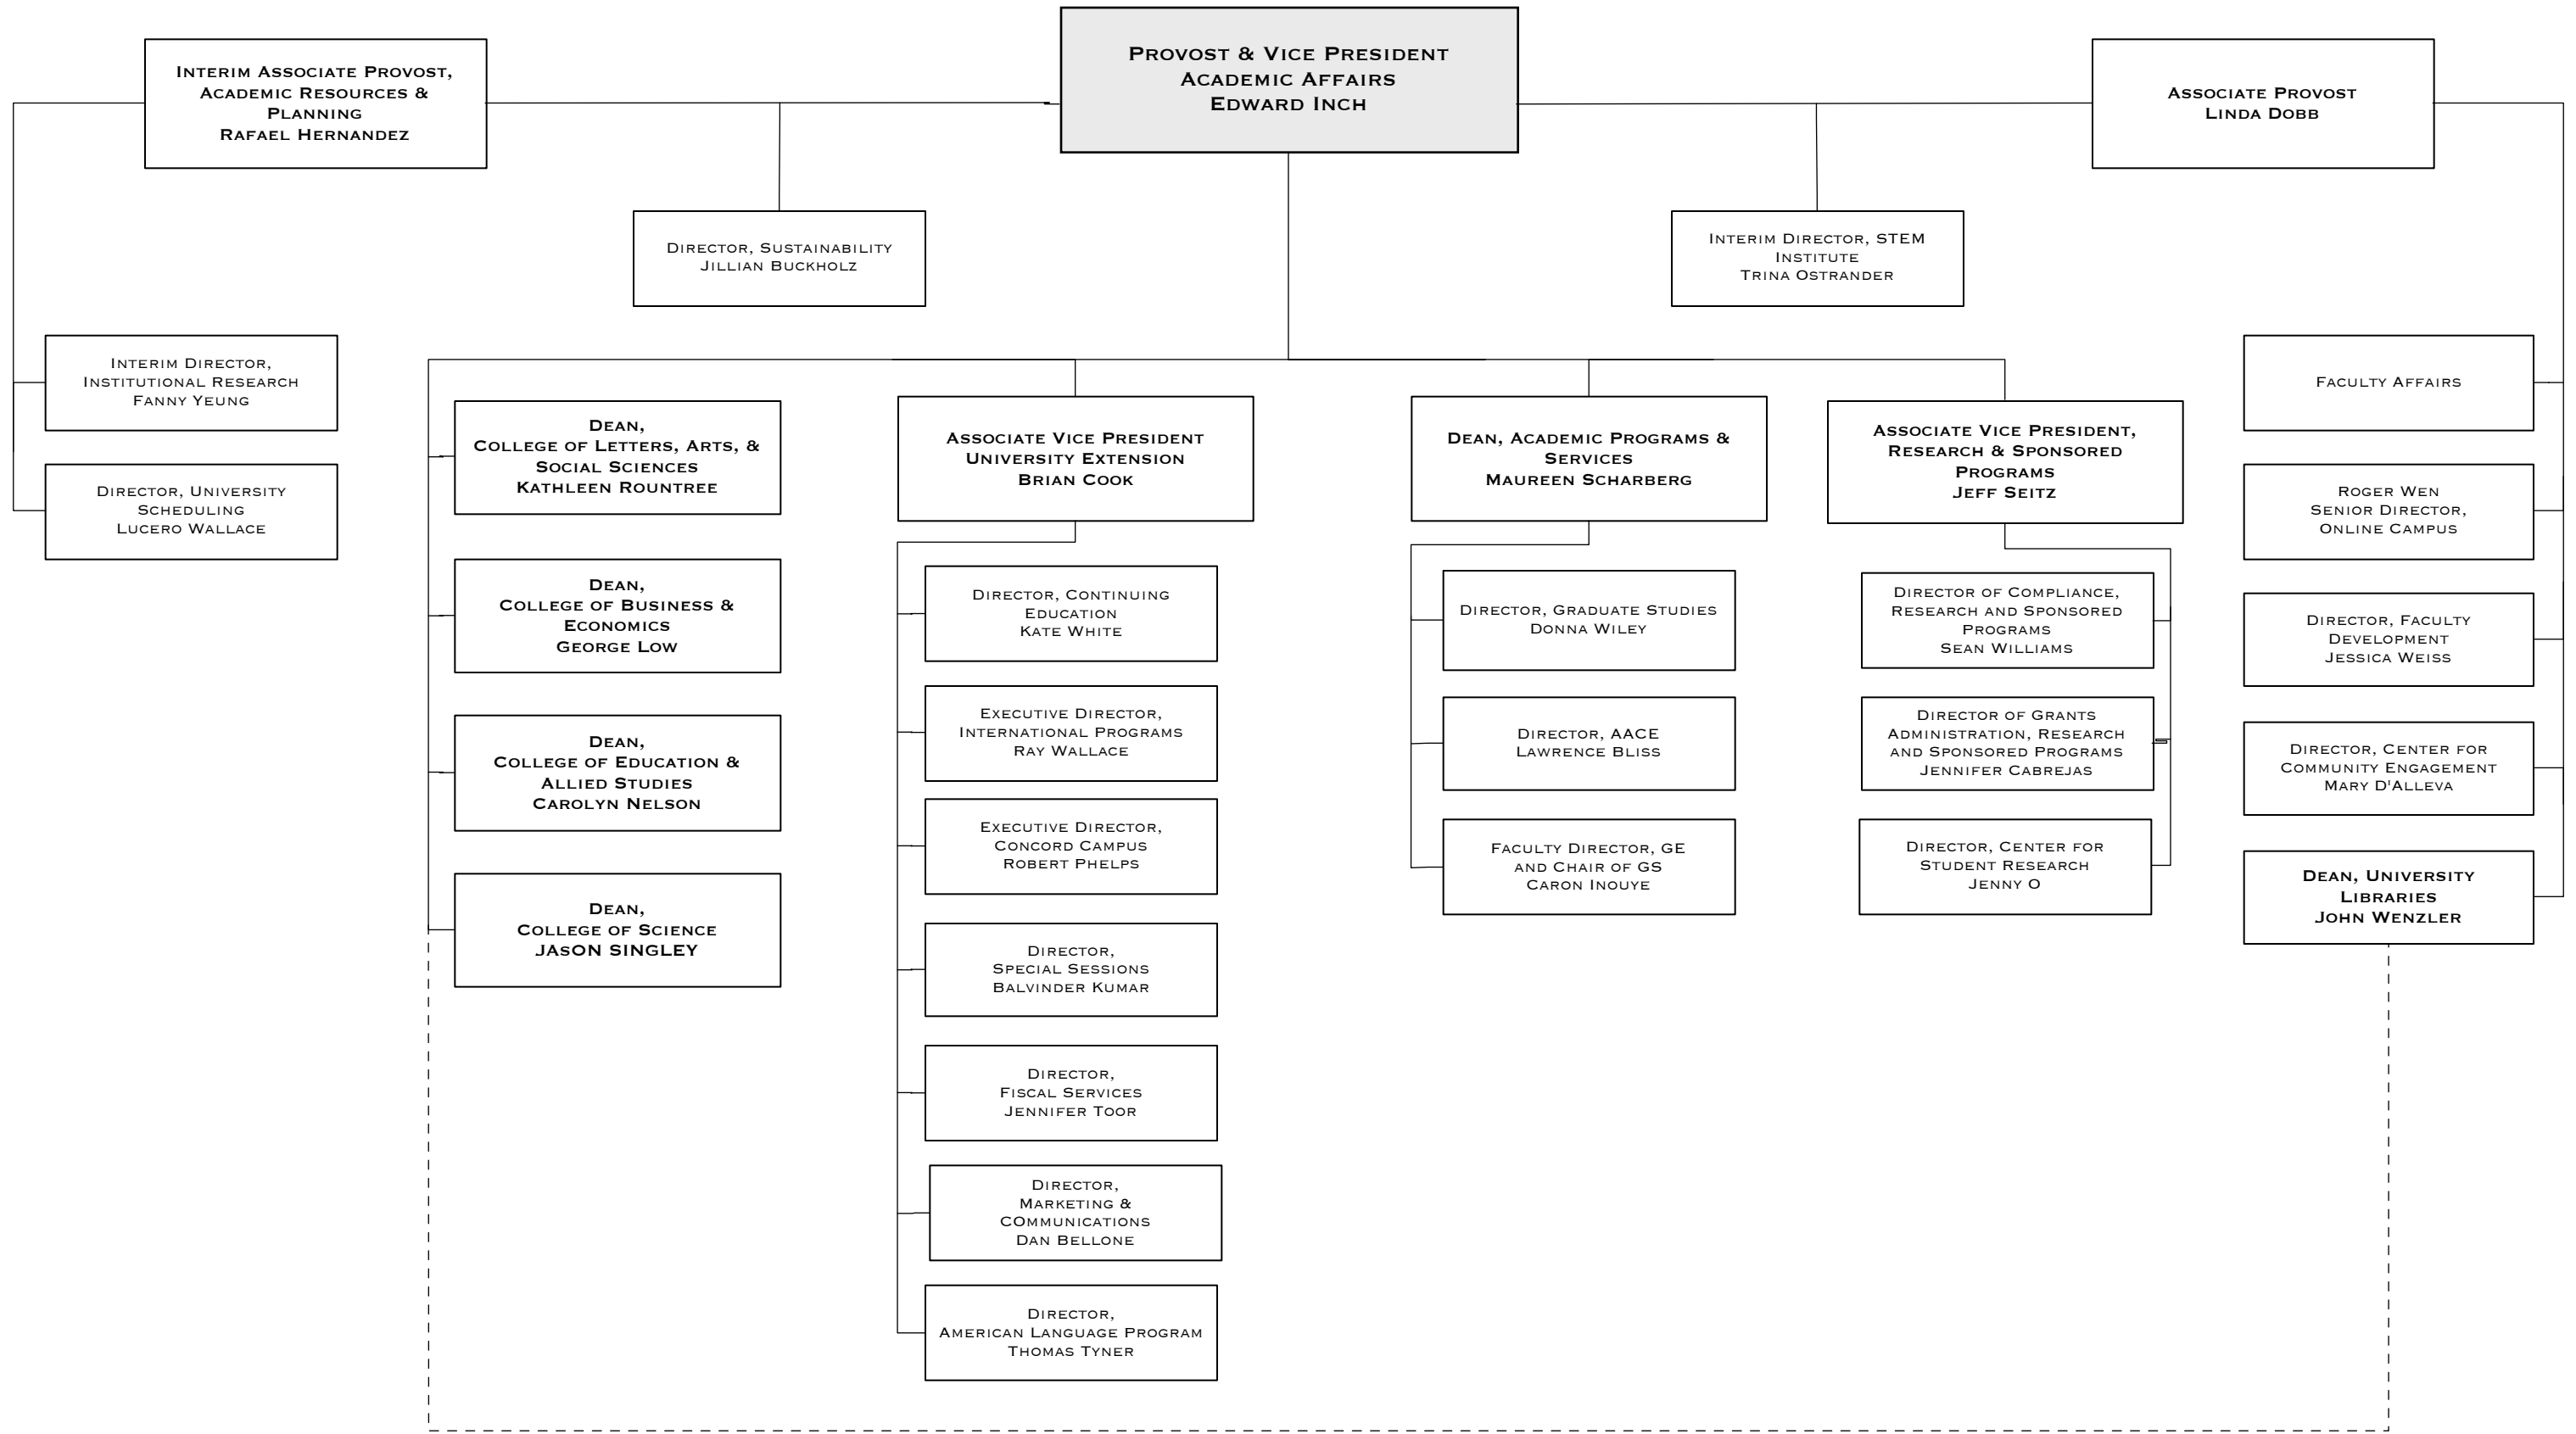 Provost & Vice President
Academic Affairs
Edward Inch
Interim Associate Provost,
Academic Resources &
Planning
Rafael Hernandez
Associate Provost
Linda Dobb
Director, Sustainability
Jillian Buckholz
Interim Director, STEM
Institute
Trina Ostrander
Interim Director,
Institutional Research
Fanny Yeung
Director, University
Scheduling
Lucero Wallace
Dean,
College of Letters, Arts, &
Social Sciences
Kathleen Rountree
Dean,
College of Business &
Economics
George Low
Dean,
College of Education &
Allied Studies
Carolyn Nelson
Dean,
College of Science
JAsON SINGLEY
Associate Vice President
University Extension
Brian Cook
Director, Continuing
Education
Kate White
Executive Director,
International Programs
Ray Wallace
Executive Director,
Concord Campus
Robert Phelps
Director,
Special Sessions
Balvinder Kumar
Director,
Fiscal Services
Jennifer Toor
Director,
Marketing &
COmmunications
Dan Bellone
Director,
American Language Program
Thomas Tyner
Dean, Academic Programs &
Services
Maureen Scharberg
Director, Graduate Studies
Donna Wiley
Director, AACE
Lawrence Bliss
Faculty Director, GE
and Chair of GS
Caron Inouye
Associate Vice President,
Research & Sponsored
Programs
Jeff Seitz
Director of Compliance,
Research and Sponsored
Programs
Sean Williams
Director of Grants
Administration, Research
and Sponsored Programs
Jennifer Cabrejas
Director, Center for
Student Research
Jenny O
Faculty Affairs
Roger Wen
Senior Director,
Online Campus
Director, Faculty
Development
Jessica Weiss
Director, Center for
Community Engagement
Mary D'Alleva
Dean, University
Libraries
John Wenzler